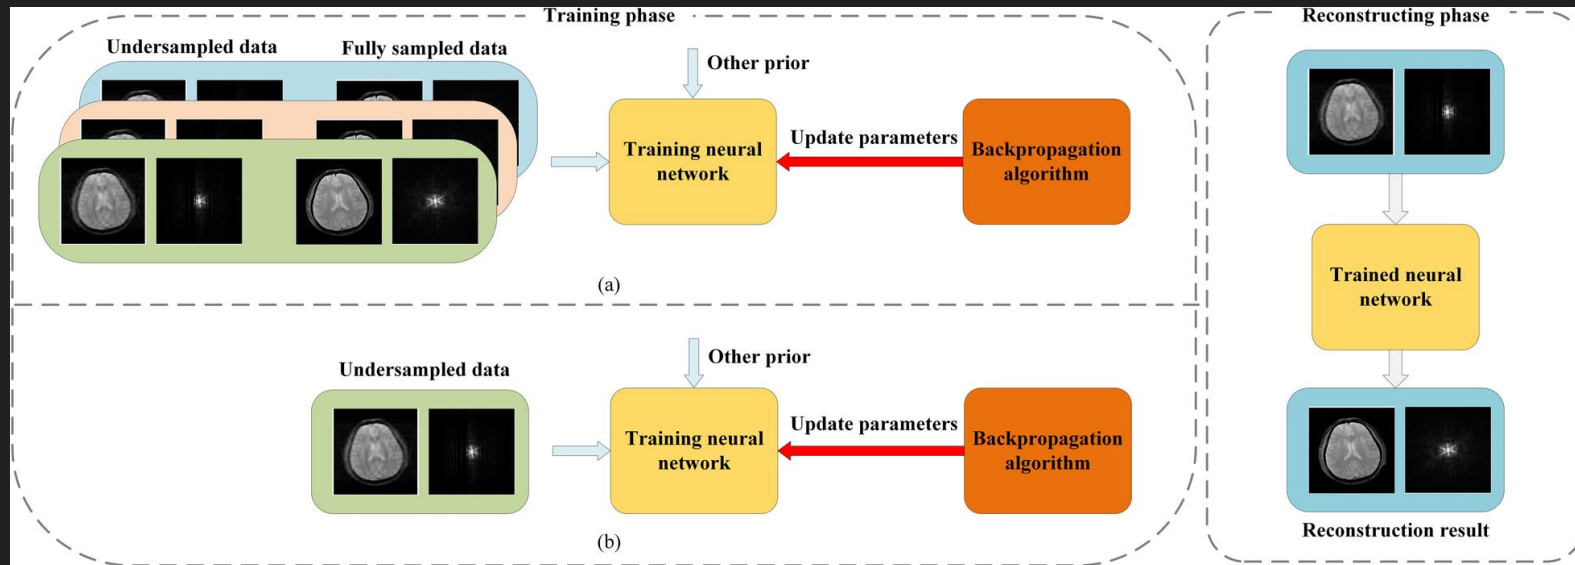 Training phase
Undersampled data
Fully sampled data
Other prior
Training neural
network
Update parameters
Backpropagation
algorithm
(a)
Undersampled data
Other prior
Training neural
network
Update parameters
Backpropagation
algorithm
(b)
Reconstructing phase
Trained neural
network
Reconstruction result